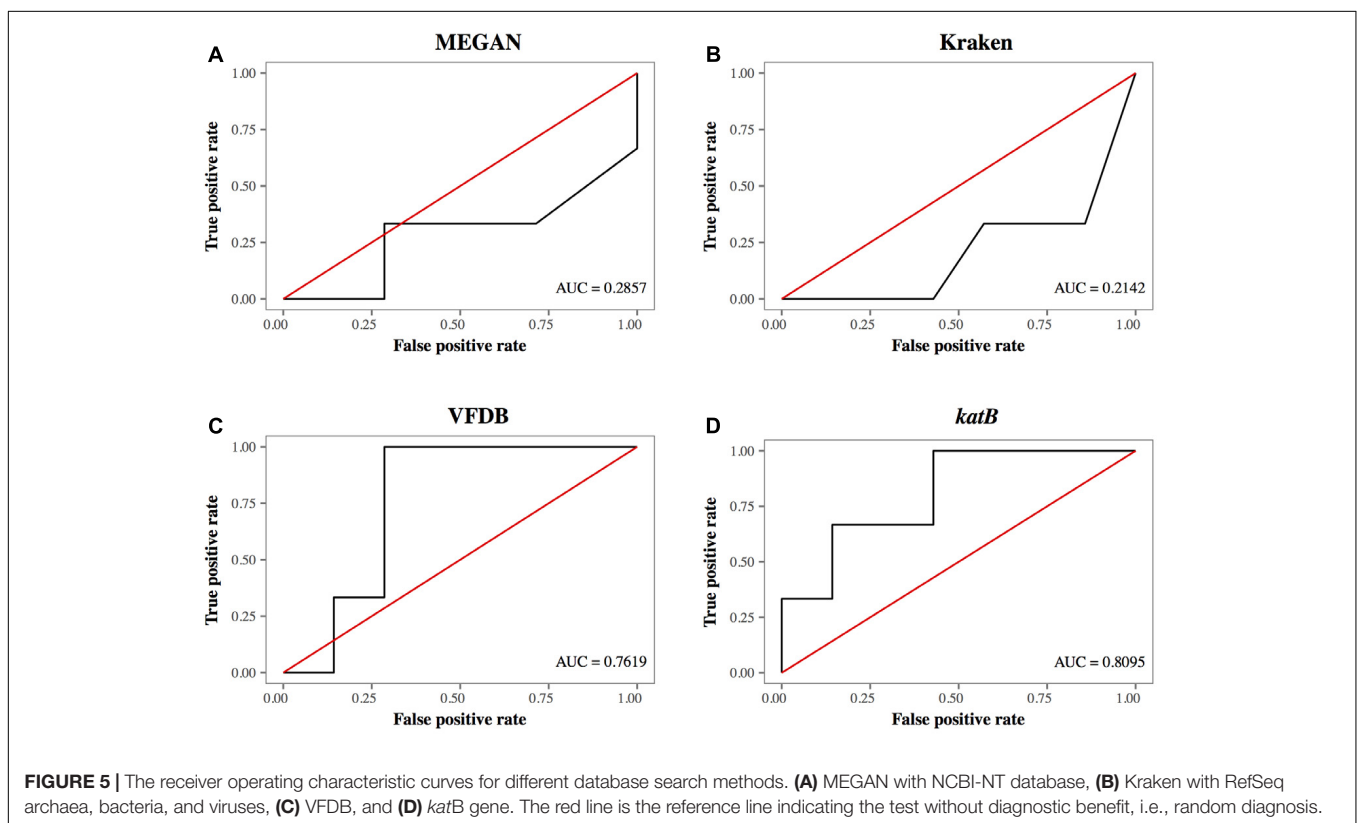 A
MEGAN
1.00
0.75
0.50
0.25
0.00
True positive rate
AUC = 0.2857
0.00 0.25 0.50 0.75 1.00
False positive rate
B
Kraken
1.00
0.75
0.50
0.25
0.00
True positive rate
AUC = 0.2142
0.00 0.25 0.50 0.75 1.00
False positive rate
C
VFDB
1.00
0.75
0.50
0.25
0.00
True positive rate
AUC = 0.7619
0.00 0.25 0.50 0.75 1.00
False positive rate
D
katB
1.00
0.75
0.50
0.25
0.00
True positive rate
AUC = 0.8095
0.00 0.25 0.50 0.75 1.00
False positive rate
FIGURE 5 | The receiver operating characteristic curves for different database search methods. (A) MEGAN with NCBI-NT database, (B) Kraken with RefSeq
archaea, bacteria, and viruses, (C) VFDB, and (D) katB gene. The red line is the reference line indicating the test without diagnostic benefit, i.e., random diagnosis.